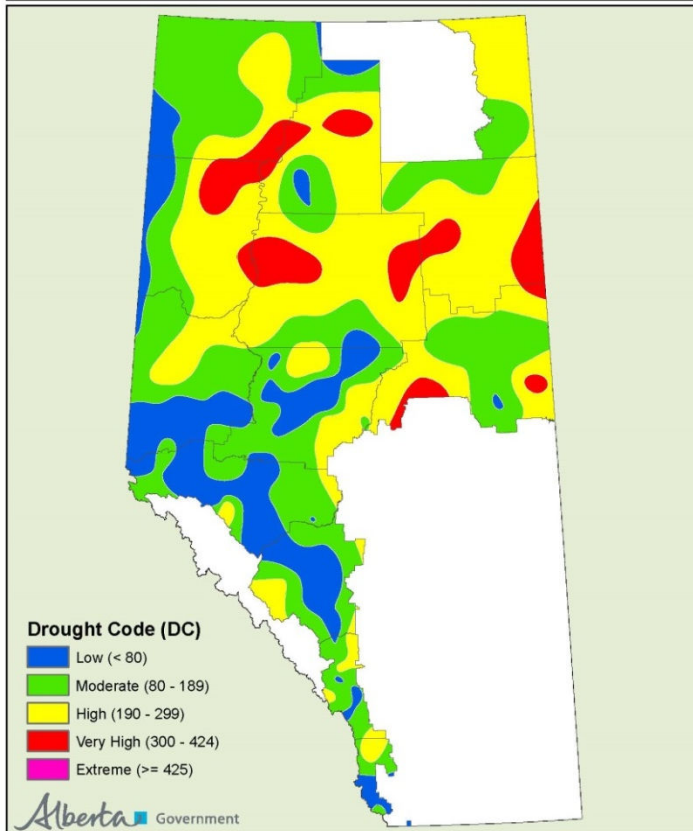 Drought Code (DC)
Low (< 80)
Moderate (80 - 189)
High (190 - 299)
Very High (300 - 424)
Extreme (>= 425)
Alberta Government